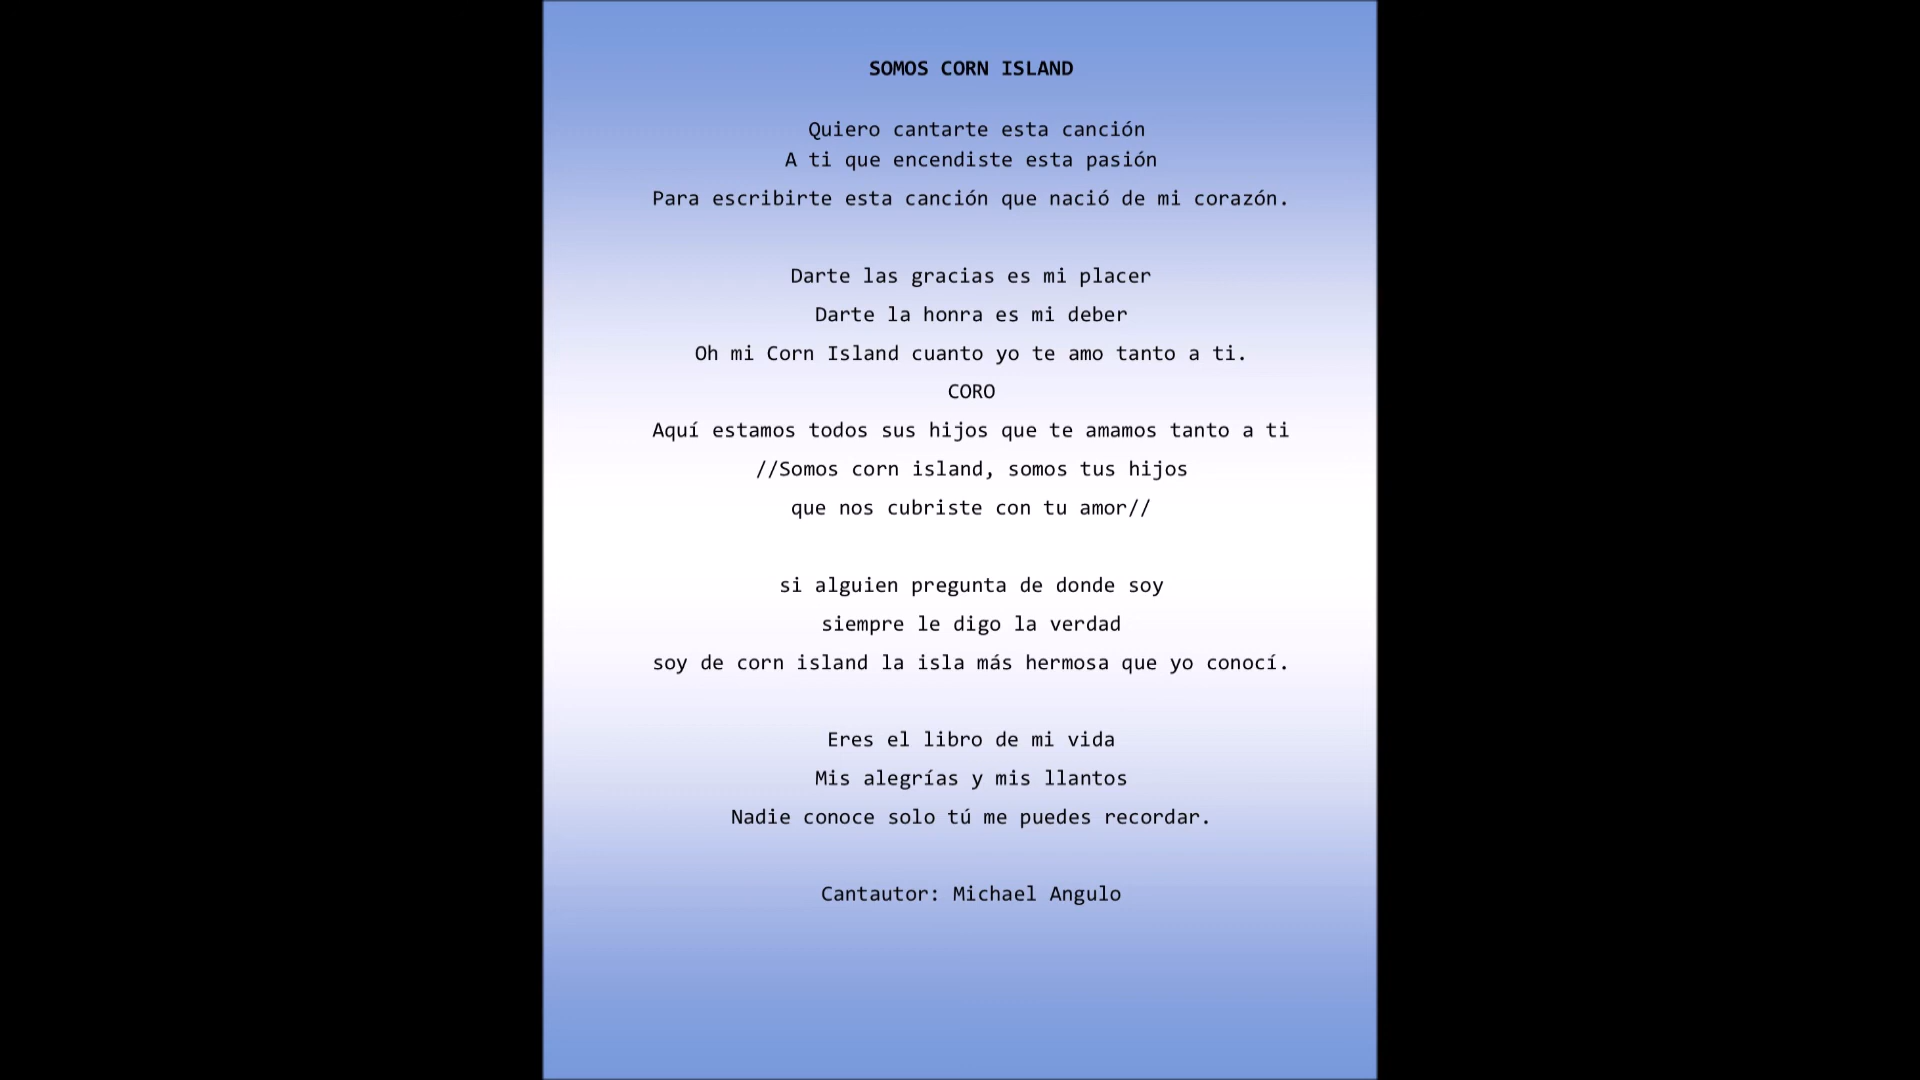 SOMOS CORN ISLAND
Quiero cantarte esta canción
A ti que encendiste esta pasión
Para escribirte esta canción que nació de mi corazón.
Darte las gracias es mi placer
Darte la honra es mi deber
Oh mi Corn Island cuanto yo te amo tanto a ti.
CORO
Aquí estamos todos sus hijos que te amamos tanto a ti
//Somos corn island, somos tus hijos
que nos cubriste con tu amor//
si alguien pregunta de donde soy
siempre le digo la verdad
soy de corn island la isla más hermosa que yo conocí.
Eres el libro de mi vida
Mis alegrías y mis llantos
Nadie conoce solo tú me puedes recordar.
Cantautor: Michael Angulo